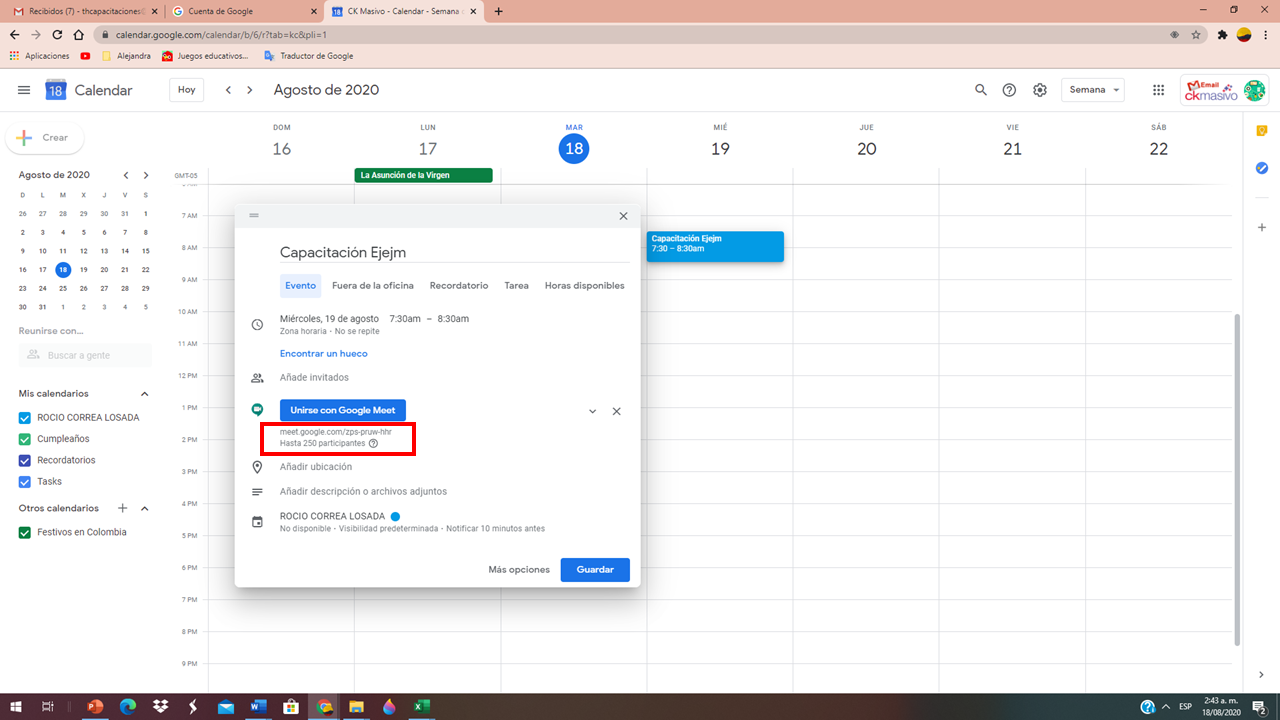 Recibidos (7) - thcapacitaciones@
Cuenta de Google
CK Masivo - Calendar - Semana d
calendar.google.com/calendar/b/6/r?tab=kc&pli=1
Aplicaciones
Alejandra
Juegos educativos...
Traductor de Google
18
Calendar
Hoy
Agosto de 2020
Semana
Email
ckmasivo
Crear
DOM LUN MAR MIÉ JUE VIE SÁB
16 17 18 19 20 21 22
GMT-05
La Asunción de la Virgen
Agosto de 2020
D L M X J V S
26 27 28 29 30 31 1
2 3 4 5 6 7 8
9 10 11 12 13 14 15
16 17 18 19 20 21 22
23 24 25 26 27 28 29
30 31 1 2 3 4 5
Reunirse con...
Buscar a gente
Mis calendarios
ROCIO CORREA LOSADA
Cumpleaños
Recordatorios
Tasks
Otros calendarios
Festivos en Colombia
7 AM
8 AM
9 AM
10 AM
11 AM
12 PM
1 PM
2 PM
3 PM
4 PM
5 PM
6 PM
7 PM
8 PM
9 PM
Capacitación Ejejm
7:30 – 8:30am
Capacitación Ejejm
Evento Fuera de la oficina Recordatorio Tarea Horas disponibles
Miércoles, 19 de agosto 7:30am – 8:30am
Zona horaria · No se repite
Encontrar un hueco
Añade invitados
Unirse con Google Meet
meet.google.com/zps-pruw-hhr
Hasta 250 participantes
Añadir ubicación
Añadir descripción o archivos adjuntos
ROCIO CORREA LOSADA
No disponible · Visibilidad predeterminada · Notificar 10 minutos antes
Más opciones
Guardar
ESP
2:43 a. m.
18/08/2020
2